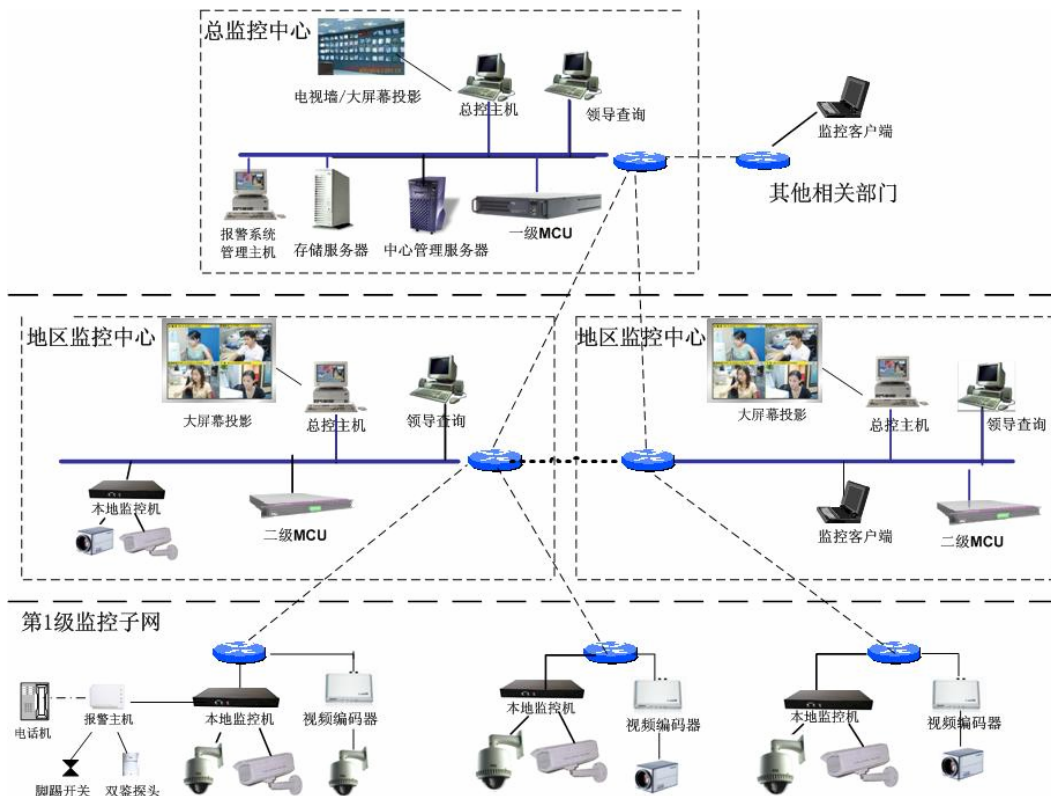 总监控中心
电视墙/大屏幕投影
总控主机
领导查询
监控客户端
其他相关部门
报警系统
管理主机
存储服务器
中心管理服务器
一级MCU
地区监控中心
大屏幕投影
总控主机
领导查询
本地监控机
二级MCU
地区监控中心
大屏幕投影
总控主机
领导查询
监控客户端
二级MCU
第1级监控子网
电话机
报警主机
本地监控机
视频编码器
脚踢开关
双鉴探头
本地监控机
视频编码器
本地监控机
视频编码器